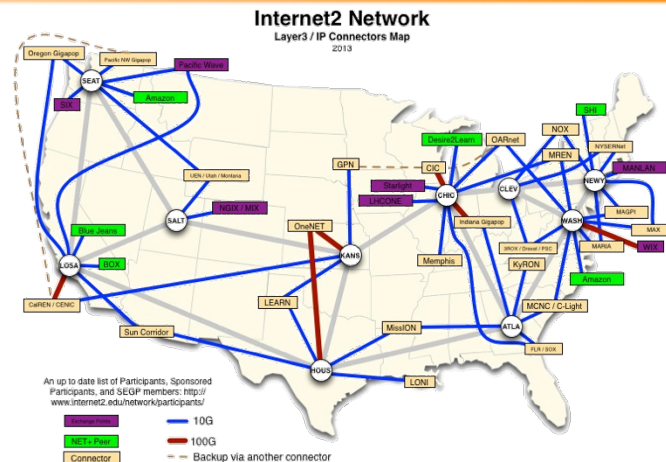 Internet2 Network
Layer3 / IP Connectors Map
2013
Oregon Gigapop
Pacific NW Gigapop
Pacific Wave
SEAT
SIX
Amazon
SHI
Desire2Learn
OARnet
NOX
NYSERNet
GPN
CIC
MREN
MANLAN
UEN / Utah / Montana
Starlight
CLEV
NEWY
LHCONE
CHIC
NGIX / MIX
SALT
Indiana Gigapop
WASH
MAGPI
MAX
OneNET
Blue Jeans
3ROX / Drexel / PSC
MARIA
WIX
KANS
Memphis
KyRON
LOSA
BOX
Amazon
CalREN / CENIC
LEARN
MCNC / C-Light
Sun Corridor
MissION
ATLA
FLR / SOX
HOUS
LONI
An up to date list of Participants, Sponsored
Participants, and SEGP members: http://
www.internet2.edu/network/participants/
Exchange Point
10G
NET+ Peer
100G
Connector
Backup via another connector